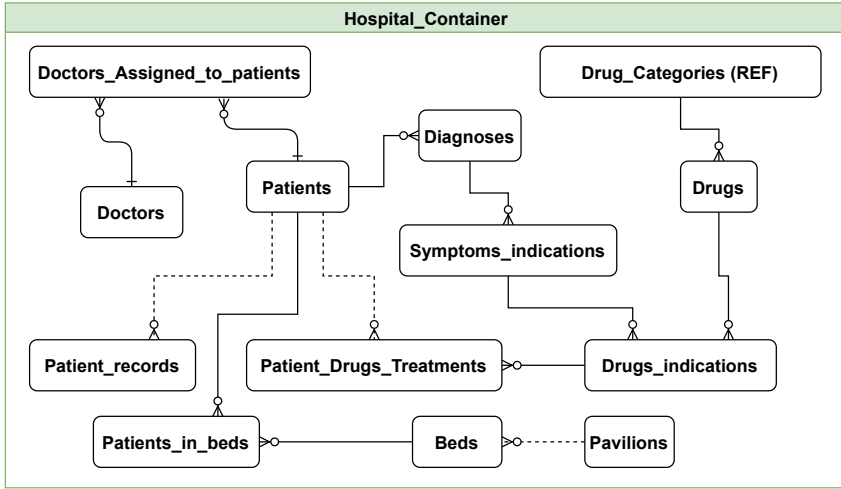 Hospital_Container
Doctors_Assigned_to_patients
Drug_Categories (REF)
Diagnoses
Patients
Drugs
Doctors
Symptoms_indications
Patient_records
Patient_Drugs_Treatments
Drugs_indications
Patients_in_beds
Beds
Pavilions